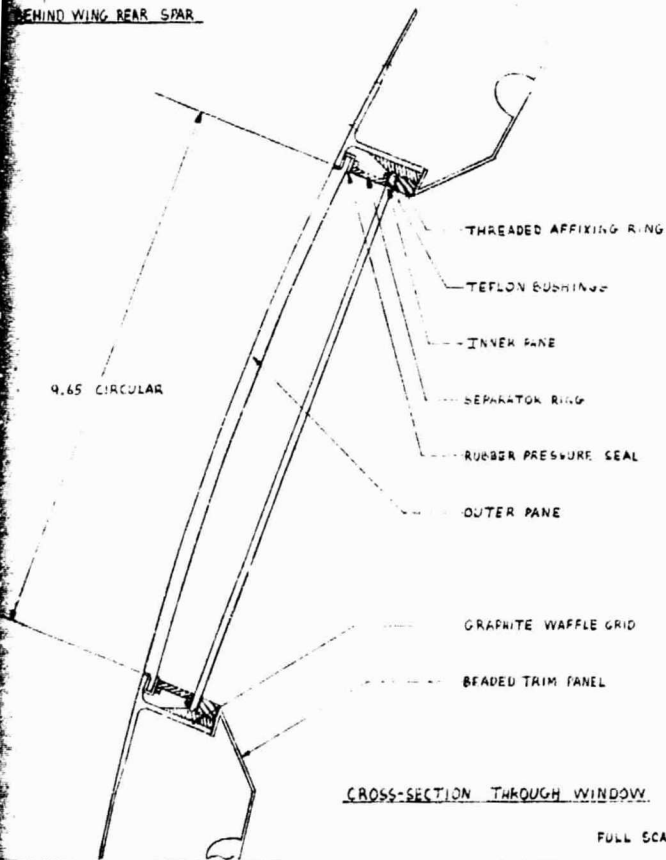 BEHIND WING REAR SPAR
THREADED AFFIXING RING
TEFLON BUSHINGS
INNER PANE
SEPARATOR RING
RUBBER PRESSURE SEAL
9.65 CIRCULAR
OUTER PANE
GRAPHITE WAFFLE GRID
BEADED TRIM PANEL
CROSS-SECTION THROUGH WINDOW
FULL SCA